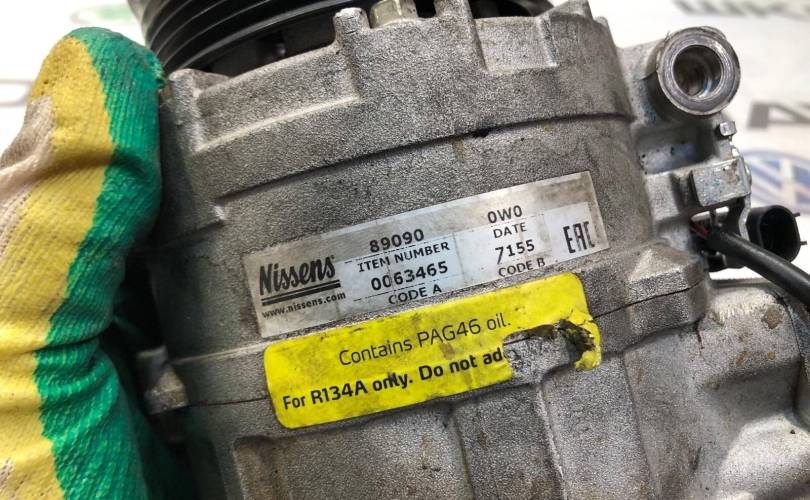 Nissens®
www.nissens.com
89090
ITEM NUMBER
0063465
CODE A
0W0
DATE
7155
CODE B
EAC
Contains PAG46 oil.
For R134A only. Do not ad